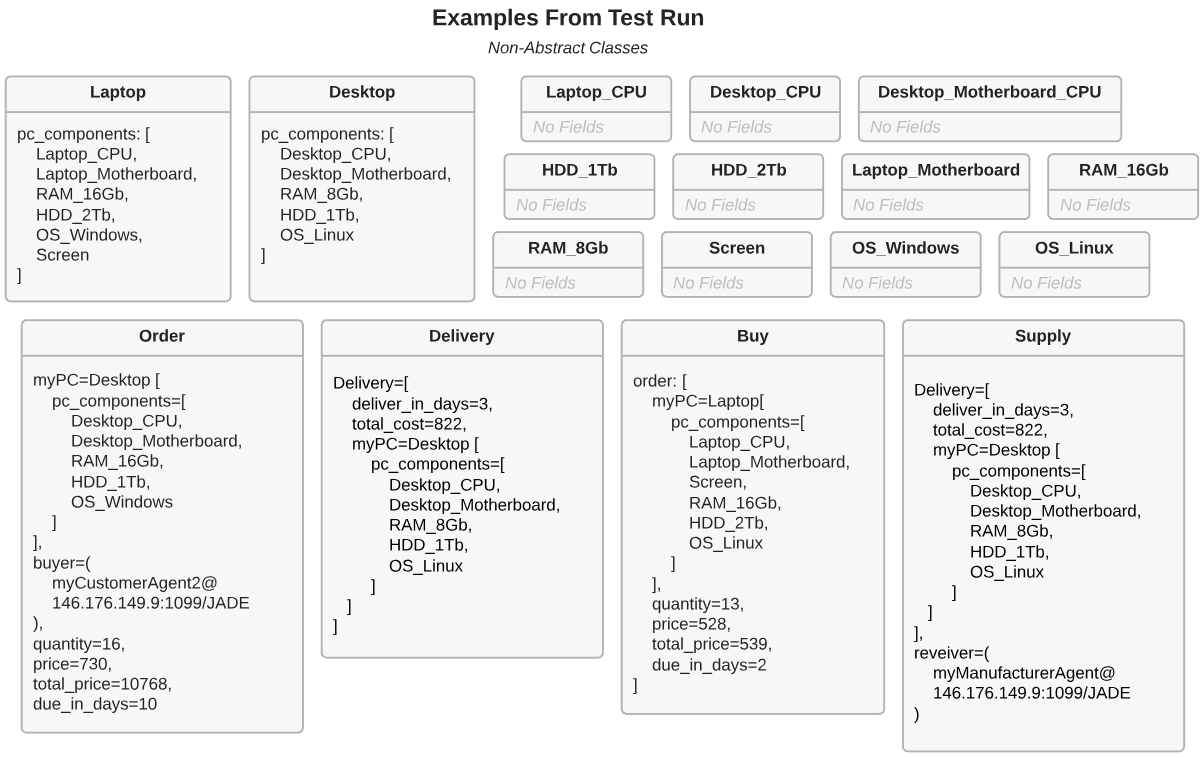 Examples From Test Run
Non-Abstract Classes
Laptop
pc_components: [
Laptop_CPU,
Laptop_Motherboard,
RAM_16Gb,
HDD_2Tb,
OS_Windows,
Screen
]
Desktop
pc_components: [
Desktop_CPU,
Desktop_Motherboard,
RAM_8Gb,
HDD_1Tb,
OS_Linux
]
Laptop_CPU
No Fields
Desktop_CPU
No Fields
Desktop_Motherboard_CPU
No Fields
HDD_1Tb
No Fields
HDD_2Tb
No Fields
Laptop_Motherboard
No Fields
RAM_16Gb
No Fields
RAM_8Gb
No Fields
Screen
No Fields
OS_Windows
No Fields
OS_Linux
No Fields
Order
myPC=Desktop [
pc_components=[
Desktop_CPU,
Desktop_Motherboard,
RAM_16Gb,
HDD_1Tb,
OS_Windows
]
],
buyer=(
myCustomerAgent2@
146.176.149.9:1099/JADE
),
quantity=16,
price=730,
total_price=10768,
due_in_days=10
Delivery
Delivery=[
deliver_in_days=3,
total_cost=822,
myPC=Desktop [
pc_components=[
Desktop_CPU,
Desktop_Motherboard,
RAM_8Gb,
HDD_1Tb,
OS_Linux
]
]
]
Buy
order: [
myPC=Laptop[
pc_components=[
Laptop_CPU,
Laptop_Motherboard,
Screen,
RAM_16Gb,
HDD_2Tb,
OS_Linux
]
],
quantity=13,
price=528,
total_price=539,
due_in_days=2
]
Supply
Delivery=[
deliver_in_days=3,
total_cost=822,
myPC=Desktop [
pc_components=[
Desktop_CPU,
Desktop_Motherboard,
RAM_8Gb,
HDD_1Tb,
OS_Linux
]
]
],
reveiver=(
myManufacturerAgent@
146.176.149.9:1099/JADE
)